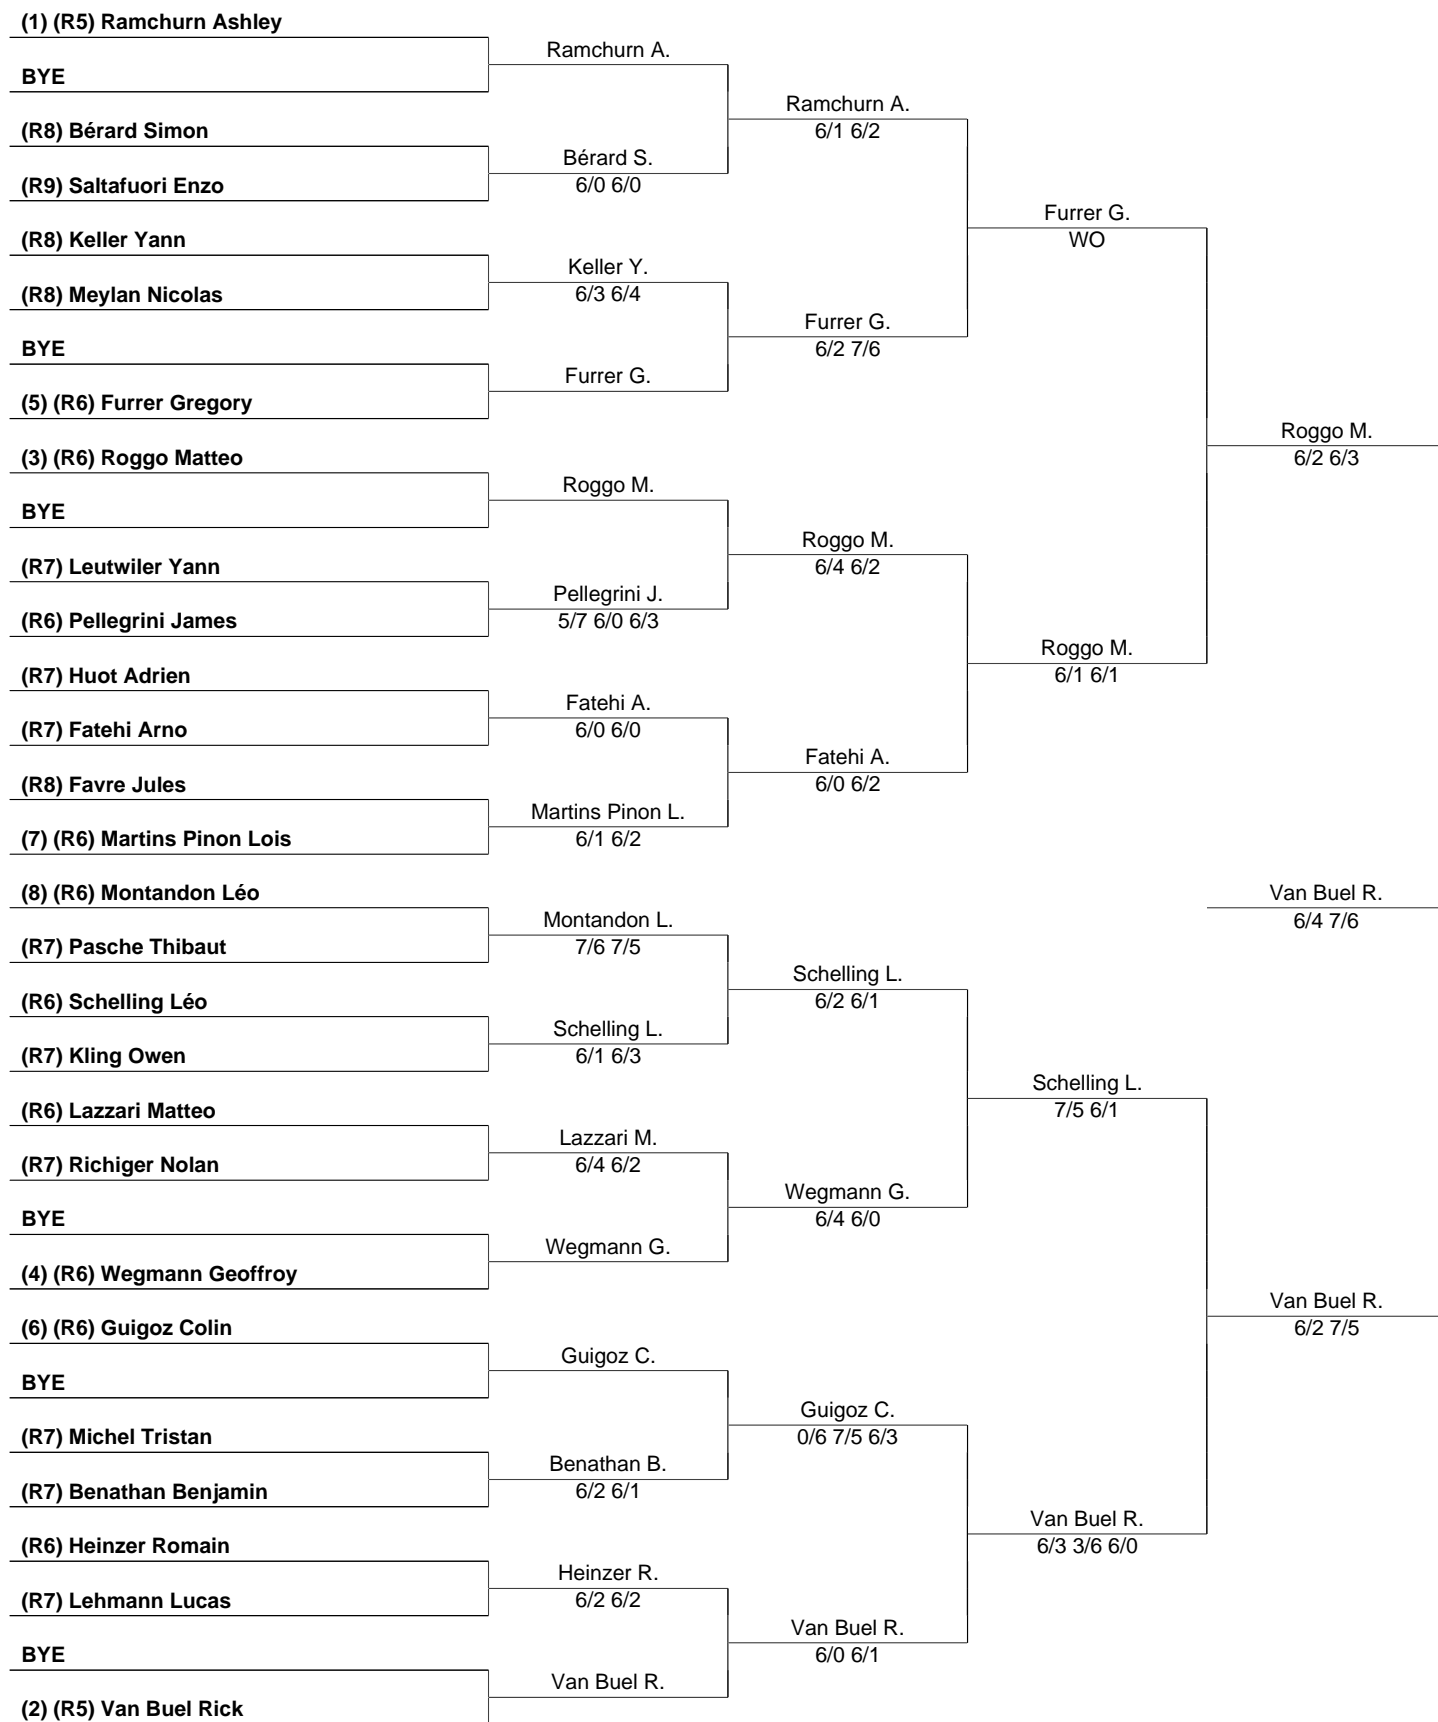 (1) (R5) Ramchurn Ashley
Ramchurn A.
BYE
Ramchurn A.
6/1 6/2
(R8) Bérard Simon
Bérard S.
6/0 6/0
(R9) Saltafuori Enzo
Furrer G.
WO
(R8) Keller Yann
Keller Y.
6/3 6/4
(R8) Meylan Nicolas
Furrer G.
6/2 7/6
BYE
Furrer G.
(5) (R6) Furrer Gregory
Roggo M.
6/2 6/3
(3) (R6) Roggo Matteo
Roggo M.
BYE
Roggo M.
6/4 6/2
(R7) Leutwiler Yann
Pellegrini J.
5/7 6/0 6/3
(R6) Pellegrini James
Roggo M.
6/1 6/1
(R7) Huot Adrien
Fatehi A.
6/0 6/0
(R7) Fatehi Arno
Fatehi A.
6/0 6/2
(R8) Favre Jules
Martins Pinon L.
6/1 6/2
(7) (R6) Martins Pinon Lois
(8) (R6) Montandon Léo
Van Buel R.
6/4 7/6
Montandon L.
7/6 7/5
(R7) Pasche Thibaut
Schelling L.
6/2 6/1
(R6) Schelling Léo
Schelling L.
6/1 6/3
(R7) Kling Owen
Schelling L.
7/5 6/1
(R6) Lazzari Matteo
Lazzari M.
6/4 6/2
(R7) Richiger Nolan
Wegmann G.
6/4 6/0
BYE
Wegmann G.
(4) (R6) Wegmann Geoffroy
Van Buel R.
6/2 7/5
(6) (R6) Guigoz Colin
Guigoz C.
BYE
Guigoz C.
0/6 7/5 6/3
(R7) Michel Tristan
Benathan B.
6/2 6/1
(R7) Benathan Benjamin
Van Buel R.
6/3 3/6 6/0
(R6) Heinzer Romain
Heinzer R.
6/2 6/2
(R7) Lehmann Lucas
Van Buel R.
6/0 6/1
BYE
Van Buel R.
(2) (R5) Van Buel Rick